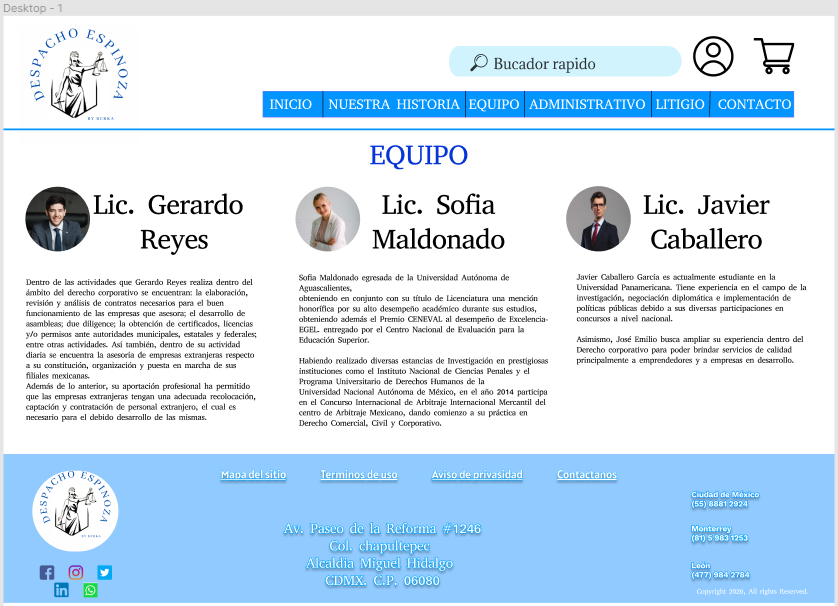 Desktop - 1
DESPACHO ESPINOZA
BY BURKA
Bucador rapido
INICIO
NUESTRA HISTORIA
EQUIPO
ADMINISTRATIVO
LITIGIO
CONTACTO
EQUIPO
Lic. Gerardo
Reyes
Dentro de las actividades que Gerardo Reyes realiza dentro del
ámbito del derecho corporativo se encuentran: la elaboración,
revisión y análisis de contratos necesarios para el buen
funcionamiento de las empresas que asesora; el desarrollo de
asambleas; due diligence; la obtención de certificados, licencias
y/o permisos ante autoridades municipales, estatales y federales;
entre otras actividades. Así también, dentro de su actividad
diaria se encuentra la asesoría de empresas extranjeras respecto
a su constitución, organización y puesta en marcha de sus
filiales mexicanas.
Además de lo anterior, su aportación profesional ha permitido
que las empresas extranjeras tengan una adecuada recolocación,
captación y contratación de personal extranjero, el cual es
necesario para el debido desarrollo de las mismas.
Lic. Sofia
Maldonado
Sofia Maldonado egresada de la Universidad Autónoma de
Aguascalientes,
obteniendo en conjunto con su título de Licenciatura una mención
honorífica por su alto desempeño académico durante sus estudios,
obteniendo además el Premio CENEVAL al desempeño de Excelencia-
EGEL. entregado por el Centro Nacional de Evaluación para la
Educación Superior.
Habiendo realizado diversas estancias de Investigación en prestigiosas
instituciones como el Instituto Nacional de Ciencias Penales y el
Programa Universitario de Derechos Humanos de la
Universidad Nacional Autónoma de México, en el año 2014 participa
en el Concurso Internacional de Arbitraje Internacional Mercantil del
centro de Arbitraje Mexicano, dando comienzo a su práctica en
Derecho Comercial, Civil y Corporativo.
Lic. Javier
Caballero
Javier Caballero García es actualmente estudiante en la
Universidad Panamericana. Tiene experiencia en el campo de la
investigación, negociación diplomática e implementación de
políticas públicas debido a sus diversas participaciones en
concursos a nivel nacional.
Asimismo, José Emilio busca ampliar su experiencia dentro del
Derecho corporativo para poder brindar servicios de calidad
principalmente a emprendedores y a empresas en desarrollo.
DESPACHO ESPINOZA
BY BURKA
Mapa del sitio
Terminos de uso
Aviso de privasidad
Contactanos
Av. Paseo de la Reforma #1246
Col. chapultepec
Alcaldia Miguel Hidalgo
CDMX. C.P. 06080
Ciudad de México
(55) 8881 2924
Monterrey
(81) 5 983 1253
León
(477) 984 2784
Copyright 2020, All rights Reserved.